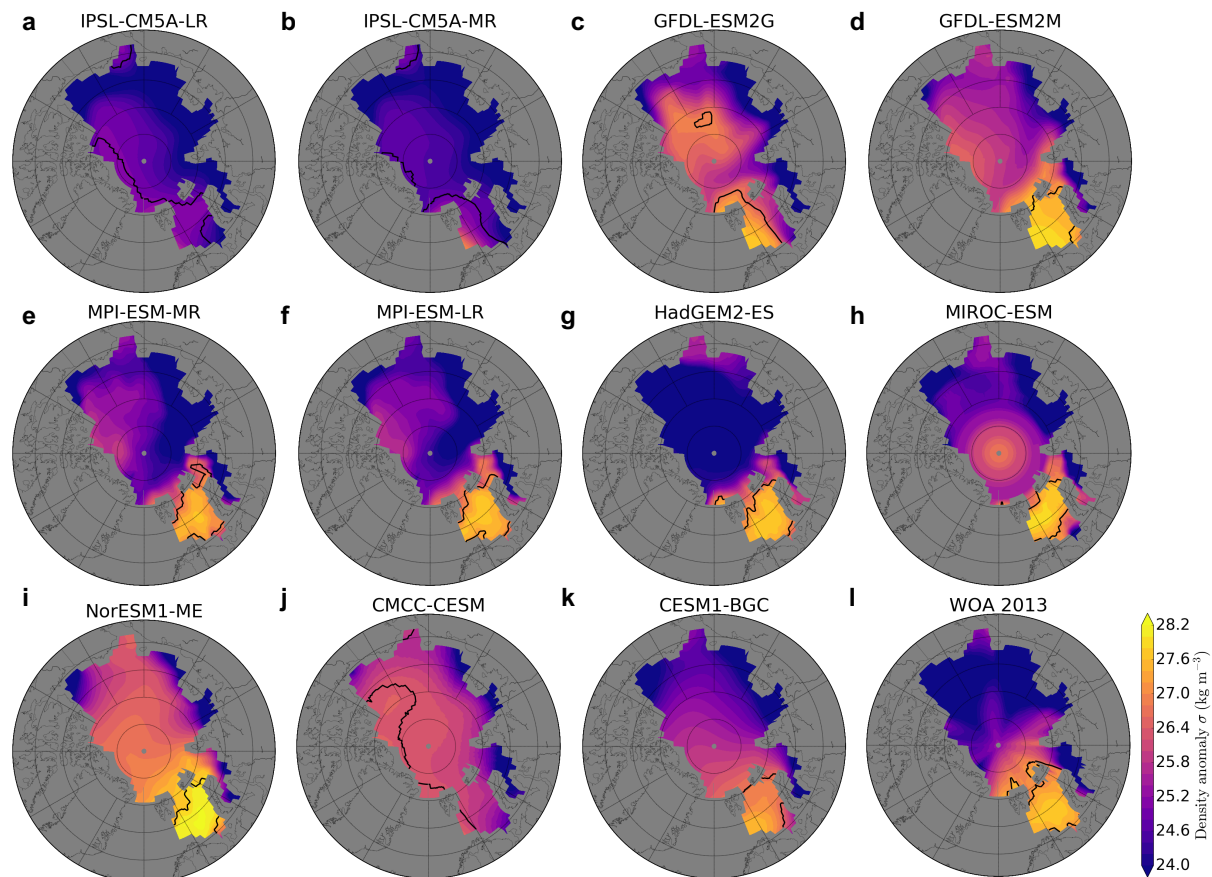 a IPSL-CM5A-LR
b IPSL-CM5A-MR
c GFDL-ESM2G
d GFDL-ESM2M
e MPI-ESM-MR
f MPI-ESM-LR
g HadGEM2-ES
h MIROC-ESM
i NorESM1-ME
j CMCC-CESM
k CESM1-BGC
l WOA 2013
28.2
27.6
27.0
26.4
25.8
25.2
24.6
24.0
Density anomaly σ (kg m⁻³)